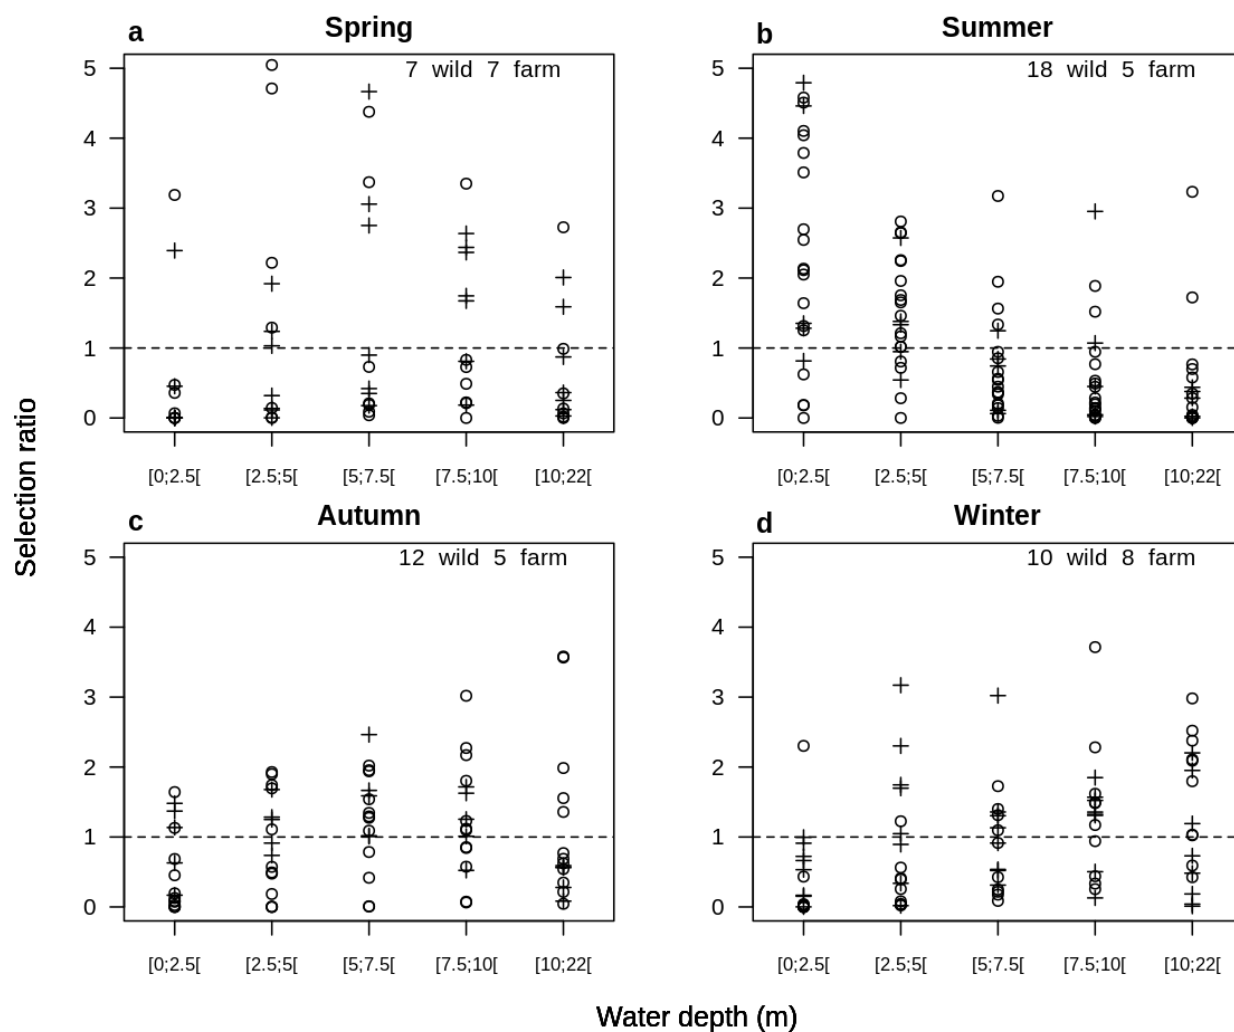 a Spring
7 wild 7 farm
5
4
3
2
1
0
[0;2.5[ [2.5;5[ [5;7.5[ [7.5;10[ [10;22[
b Summer
18 wild 5 farm
5
4
3
2
1
0
[0;2.5[ [2.5;5[ [5;7.5[ [7.5;10[ [10;22[
Selection ratio
c Autumn
12 wild 5 farm
5
4
3
2
1
0
[0;2.5[ [2.5;5[ [5;7.5[ [7.5;10[ [10;22[
d Winter
10 wild 8 farm
5
4
3
2
1
0
[0;2.5[ [2.5;5[ [5;7.5[ [7.5;10[ [10;22[
Water depth (m)